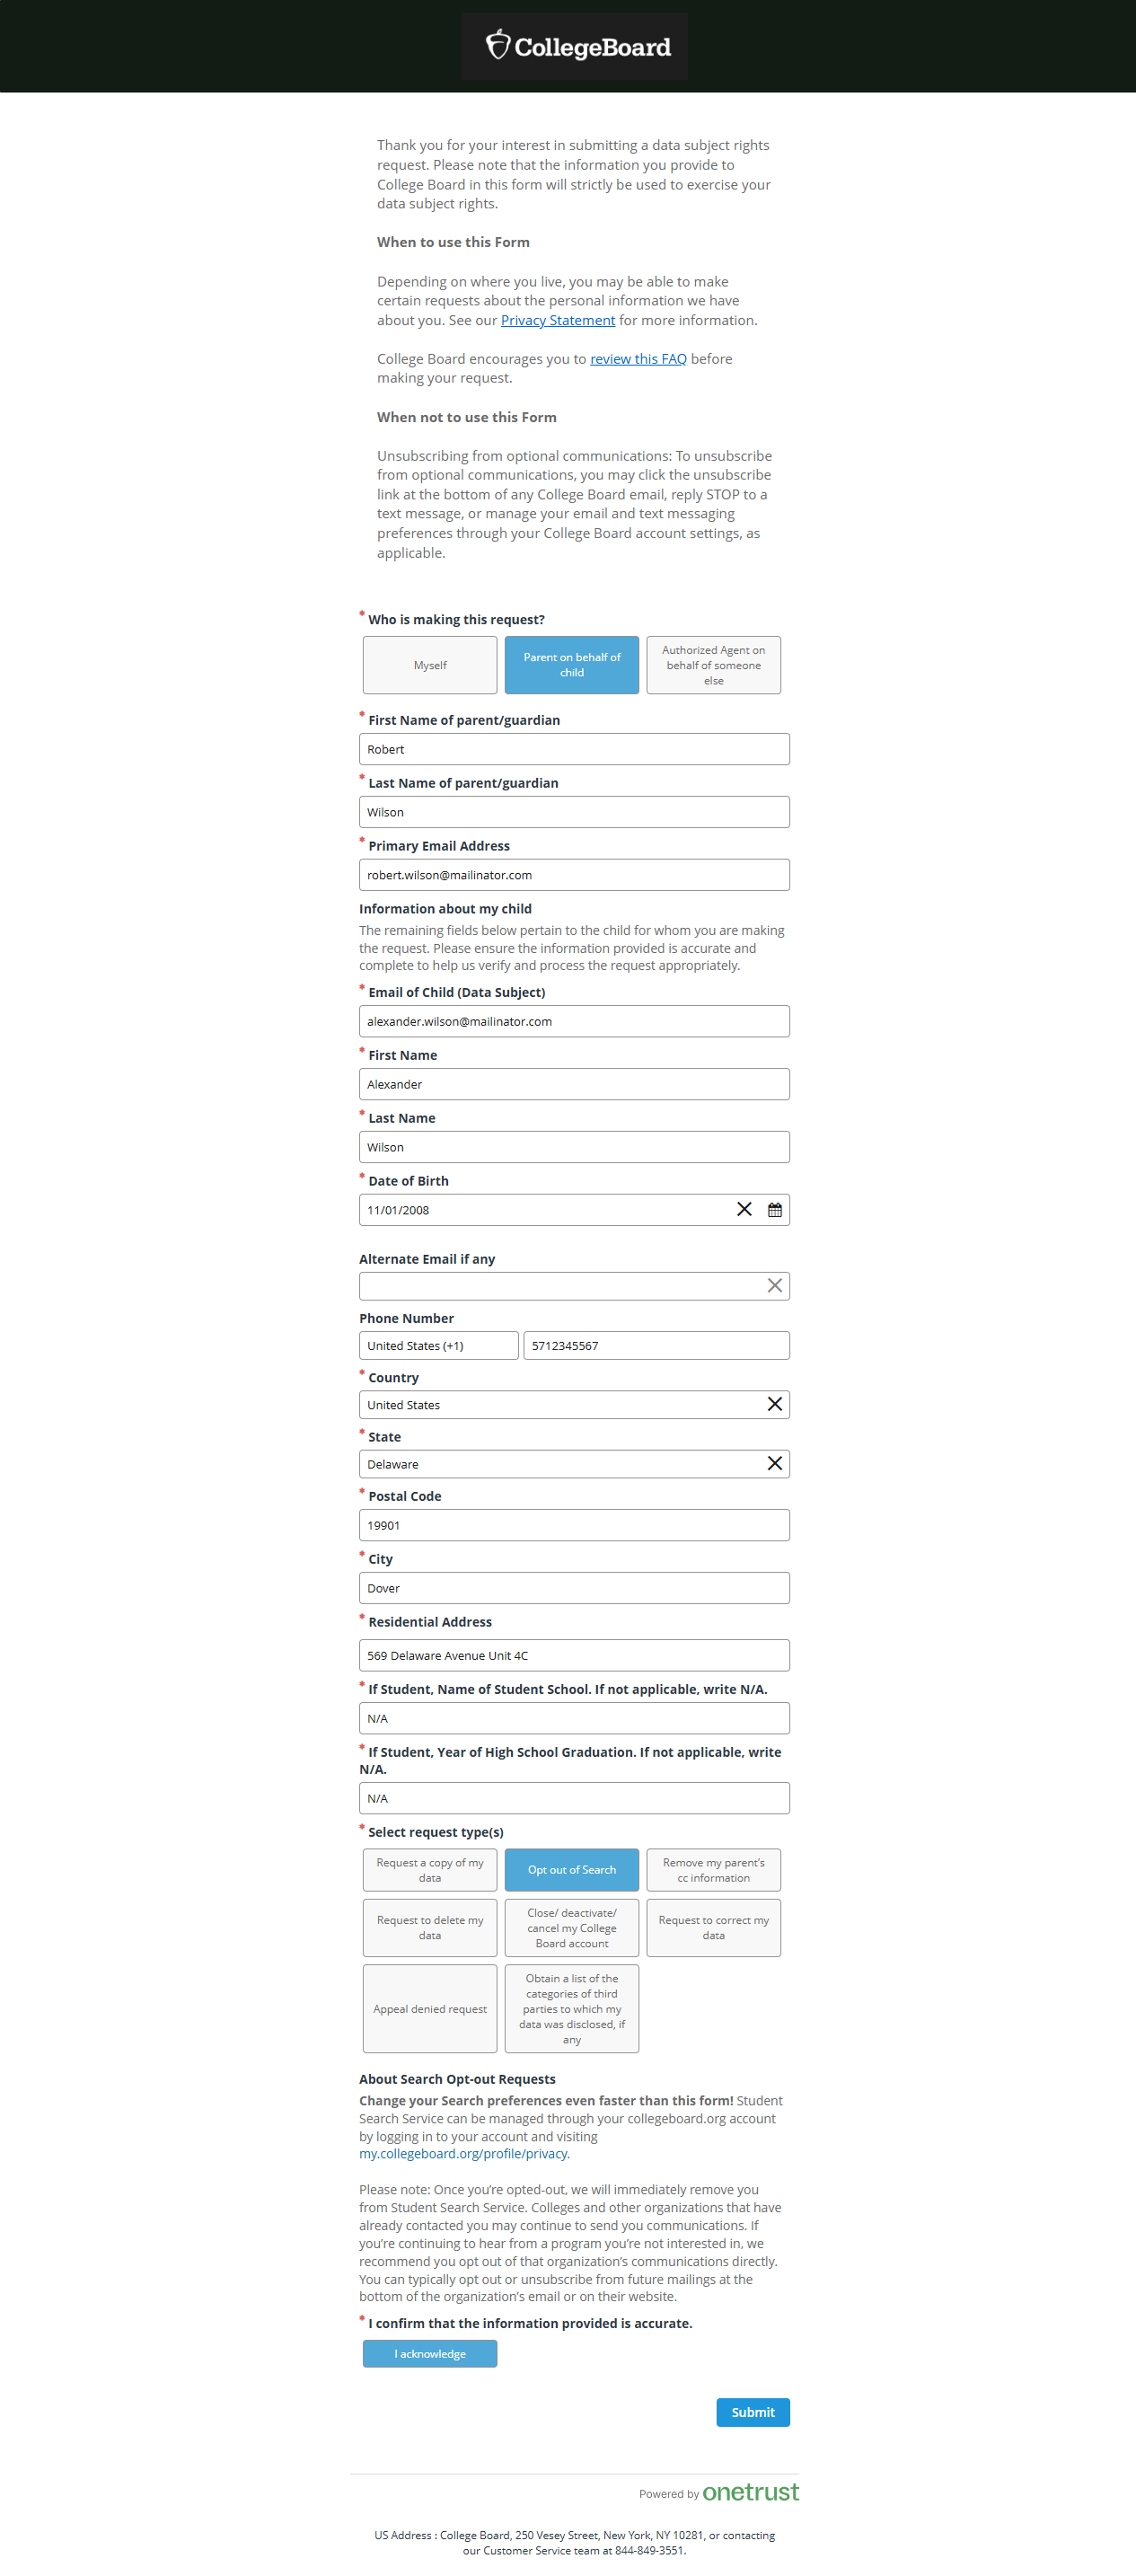 CollegeBoard
Thank you for your interest in submitting a data subject rights
request. Please note that the information you provide to
College Board in this form will strictly be used to exercise your
data subject rights.
When to use this Form
Depending on where you live, you may be able to make
certain requests about the personal information we have
about you. See our Privacy Statement for more information.
College Board encourages you to review this FAQ before
making your request.
When not to use this Form
Unsubscribing from optional communications: To unsubscribe
from optional communications, you may click the unsubscribe
link at the bottom of any College Board email, reply STOP to a
text message, or manage your email and text messaging
preferences through your College Board account settings, as
applicable.
* Who is making this request?
Myself
Parent on behalf of
child
Authorized Agent on
behalf of someone
else
* First Name of parent/guardian
Robert
* Last Name of parent/guardian
Wilson
* Primary Email Address
robert.wilson@mailinator.com
Information about my child
The remaining fields below pertain to the child for whom you are making
the request. Please ensure the information provided is accurate and
complete to help us verify and process the request appropriately.
* Email of Child (Data Subject)
alexander.wilson@mailinator.com
* First Name
Alexander
* Last Name
Wilson
* Date of Birth
11/01/2008
Alternate Email if any
Phone Number
United States (+1)
5712345567
* Country
United States
* State
Delaware
* Postal Code
19901
* City
Dover
* Residential Address
569 Delaware Avenue Unit 4C
* If Student, Name of Student School. If not applicable, write N/A.
N/A
* If Student, Year of High School Graduation. If not applicable, write
N/A.
N/A
* Select request type(s)
Request a copy of my
data
Opt out of Search
Remove my parent's
cc information
Request to delete my
data
Close/ deactivate/
cancel my College
Board account
Request to correct my
data
Appeal denied request
Obtain a list of the
categories of third
parties to which my
data was disclosed, if
any
About Search Opt-out Requests
Change your Search preferences even faster than this form! Student
Search Service can be managed through your collegeboard.org account
by logging in to your account and visiting
my.collegeboard.org/profile/privacy.
Please note: Once you're opted-out, we will immediately remove you
from Student Search Service. Colleges and other organizations that have
already contacted you may continue to send you communications. If
you're continuing to hear from a program you're not interested in, we
recommend you opt out of that organization's communications directly.
You can typically opt out or unsubscribe from future mailings at the
bottom of the organization's email or on their website.
* I confirm that the information provided is accurate.
I acknowledge
Submit
Powered by onetrust
US Address : College Board, 250 Vesey Street, New York, NY 10281, or contacting
our Customer Service team at 844-849-3551.